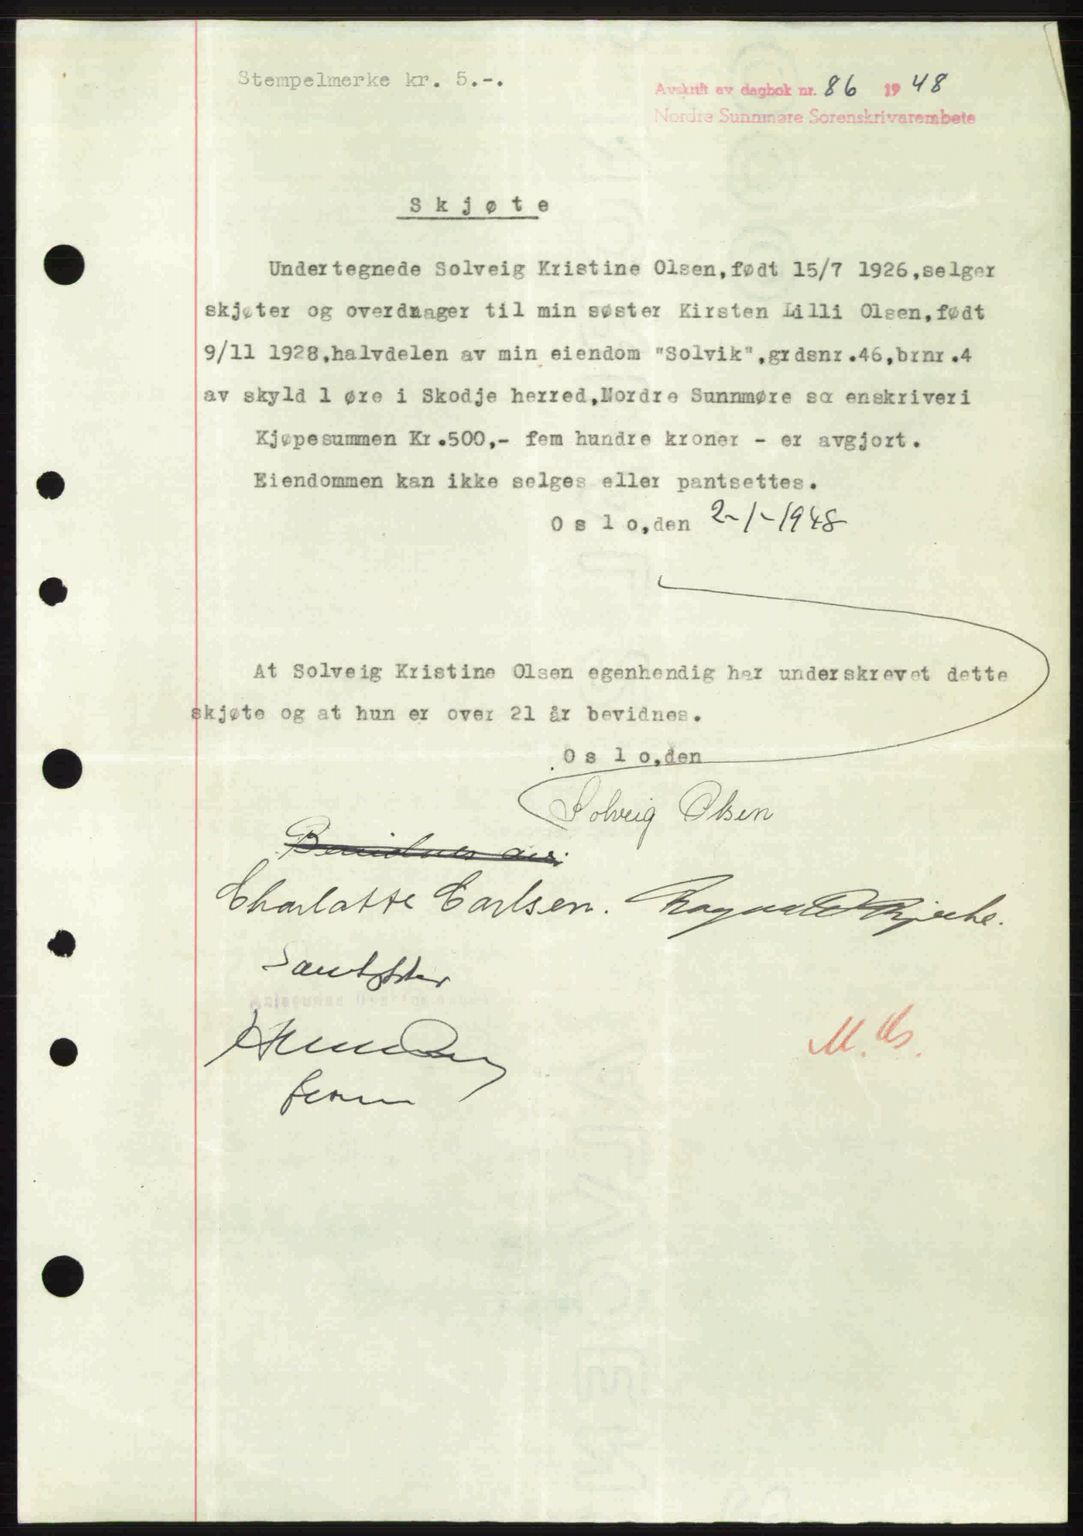 Stempelmerke kr. 5.-.
Avskrift av dagbok nr. 86 1948
Nordre Sunnmøre Sorenskrivarembete
Skjøte
Undertegnede Solveig Kristine Olsen,født 15/7 1926,selger
skjøter og overdnager til min søster Kirsten Lilli Olsen,født
9/11 1928,halvdelen av min eiendom "Solvik",grdsnr.46,brnr.4
av skyld 1 øre i Skodje herred,Nordre Sunnmøre sorenskriveri
Kjøpesummen Kr.500,- fem hundre kroner - er avgjort.
Eiendommen kan ikke selges eller pantsettes.
Oslo,den 2-1-1948
At Solveig Kristine Olsen egenhendig har underskrevet dette
skjøte og at hun er over 21 år bevidnes.
Oslo,den
Solveig Olsen
Bevidnes av:
Charlotte Carlsen.
Samtykker
M.